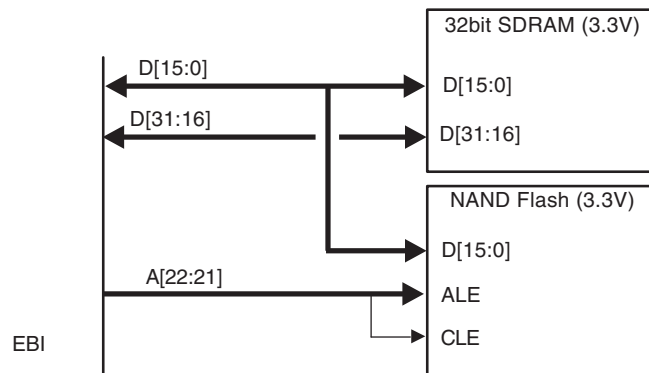 32bit SDRAM (3.3V)
D[15:0]
D[15:0]
D[31:16]
D[31:16]
NAND Flash (3.3V)
D[15:0]
A[22:21]
ALE
EBI
CLE